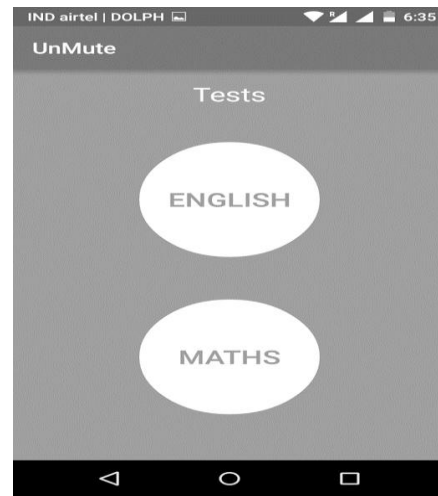 IND airtel | DOLPH R 6:35
UnMute
Tests
ENGLISH
MATHS